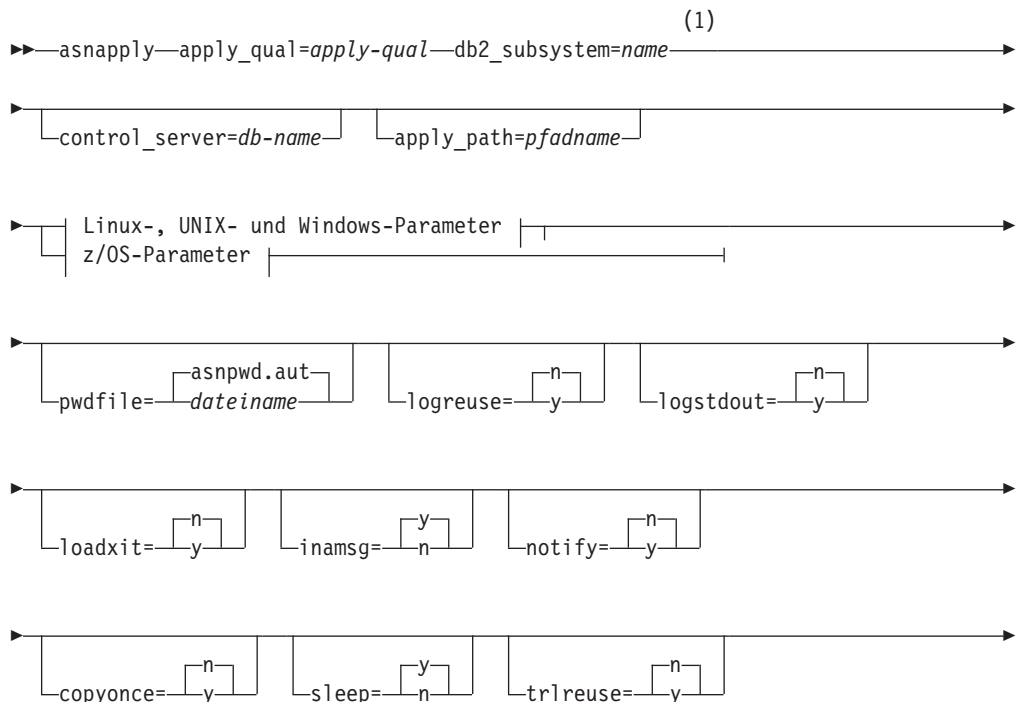 (1)
asnapply apply_qual=apply-qual db2_subsystem=name
control_server=db-name apply_path=pfadname
Linux-, UNIX- und Windows-Parameter
z/OS-Parameter
asnpwd.aut n n
pwdfile= dateiname logreuse= y logstdout= y
n y n
loadxit= y inamsg= n notify= y
n y n
copyonce= y sleep= n trlreuse= y